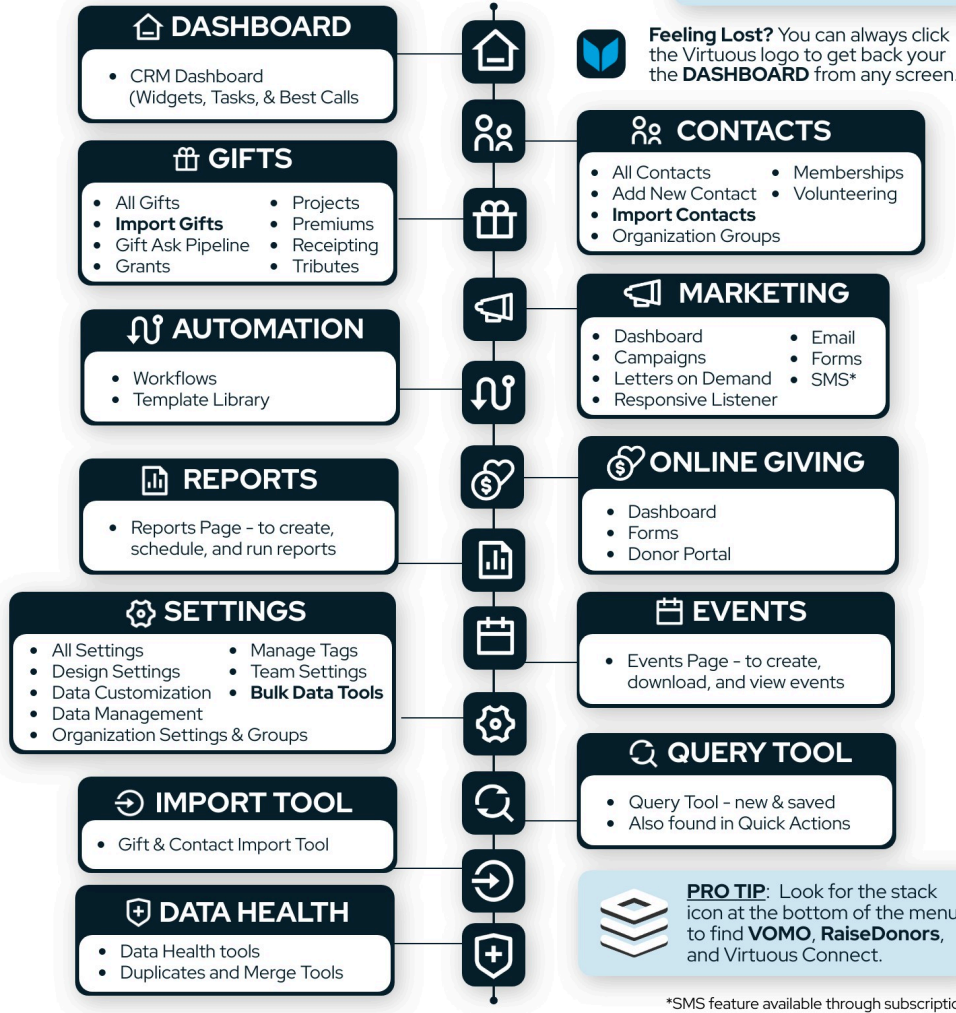 DASHBOARD
• CRM Dashboard
(Widgets, Tasks, & Best Calls
Feeling Lost? You can always click
the Virtuous logo to get back your
the DASHBOARD from any screen.
CONTACTS
• All Contacts
• Add New Contact
• Import Contacts
• Organization Groups
• Memberships
• Volunteering
GIFTS
• All Gifts
• Import Gifts
• Gift Ask Pipeline
• Grants
• Projects
• Premiums
• Receipting
• Tributes
MARKETING
• Dashboard
• Campaigns
• Letters on Demand
• Responsive Listener
• Email
• Forms
• SMS*
AUTOMATION
• Workflows
• Template Library
ONLINE GIVING
• Dashboard
• Forms
• Donor Portal
REPORTS
• Reports Page - to create,
schedule, and run reports
EVENTS
• Events Page - to create,
download, and view events
SETTINGS
• All Settings
• Design Settings
• Data Customization
• Data Management
• Organization Settings & Groups
• Manage Tags
• Team Settings
• Bulk Data Tools
QUERY TOOL
• Query Tool - new & saved
• Also found in Quick Actions
IMPORT TOOL
• Gift & Contact Import Tool
DATA HEALTH
• Data Health tools
• Duplicates and Merge Tools
PRO TIP: Look for the stack
icon at the bottom of the menu
to find VOMO, RaiseDonors,
and Virtuous Connect.
*SMS feature available through subscriptio